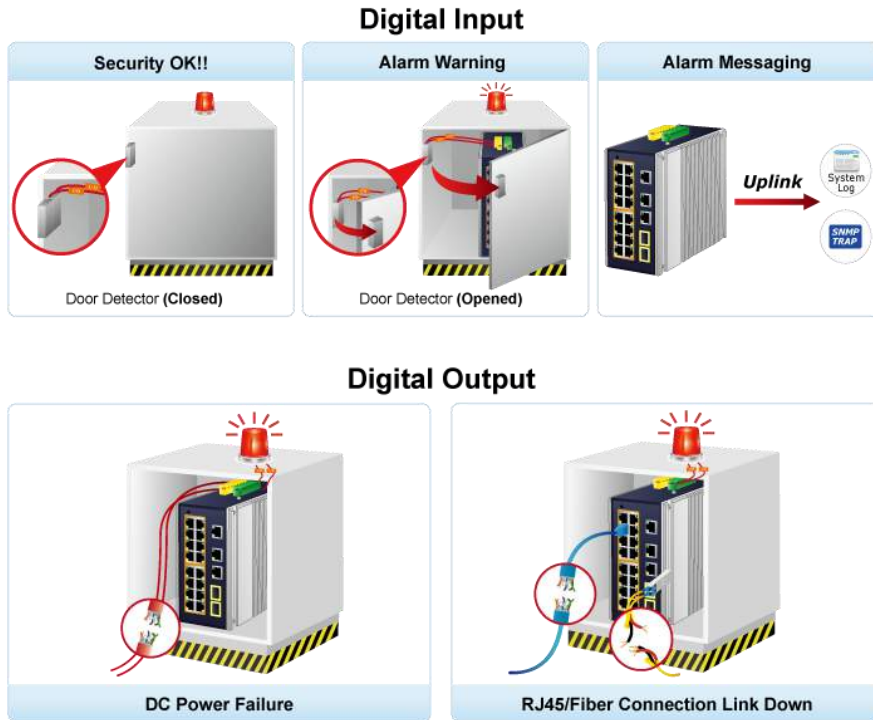 Digital Input
Security OK!!
Alarm Warning
Alarm Messaging
Uplink
System
Log
SNMP
TRAP
Door Detector (Closed)
Door Detector (Opened)
Digital Output
DC Power Failure
RJ45/Fiber Connection Link Down